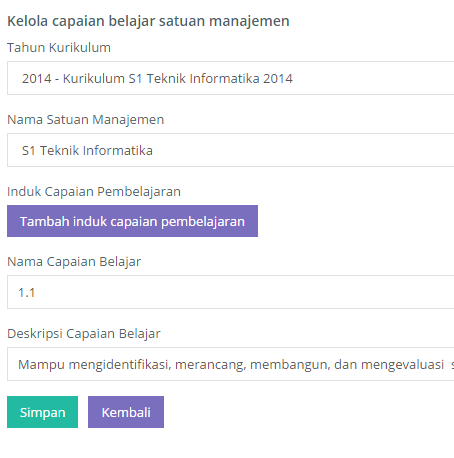 Kelola capaian belajar satuan manajemen
Tahun Kurikulum
2014 - Kurikulum S1 Teknik Informatika 2014
Nama Satuan Manajemen
S1 Teknik Informatika
Induk Capaian Pembelajaran
Tambah induk capaian pembelajaran
Nama Capaian Belajar
1.1
Deskripsi Capaian Belajar
Mampu mengidentifikasi, merancang, membangun, dan mengevaluasi
Simpan Kembali